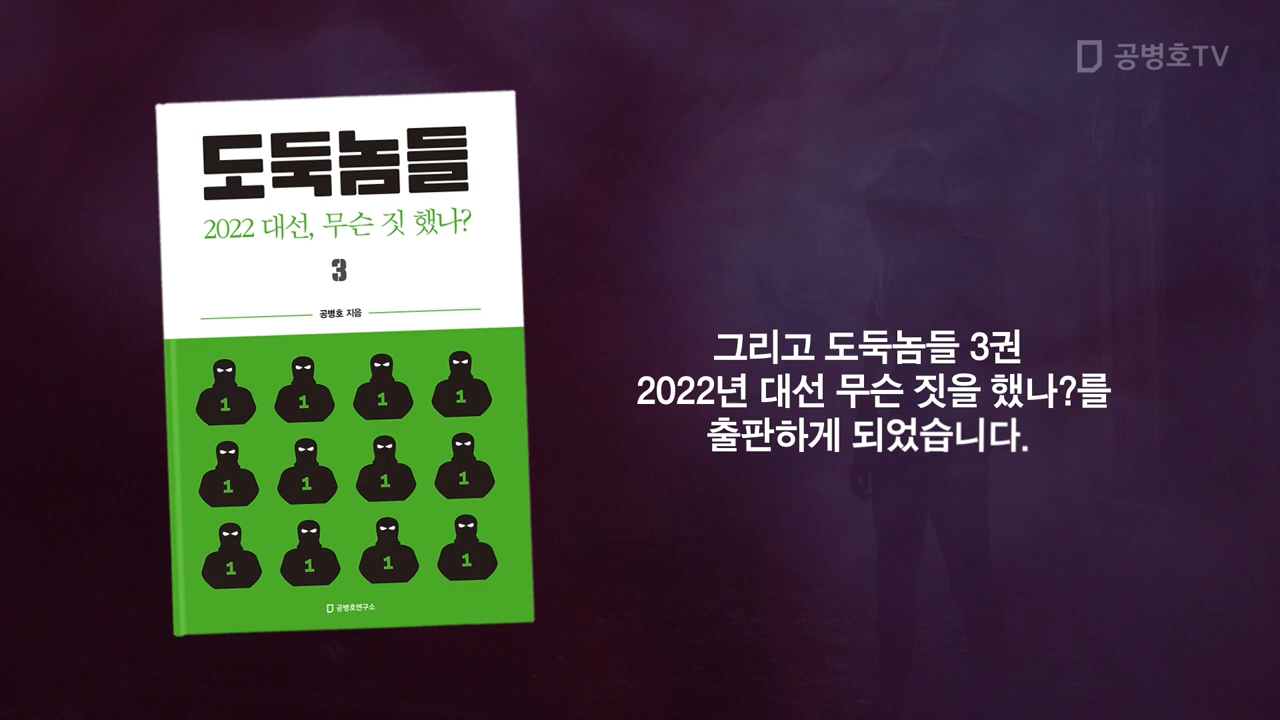 공병호TV
도둑놈들
2022 대선, 무슨 짓 했나?
3
공병호 지음
1 1 1 1
1 1 1 1
1 1 1 1
공병호연구소
그리고 도둑놈들 3권
2022년 대선 무슨 짓을 했나?를
출판하게 되었습니다.